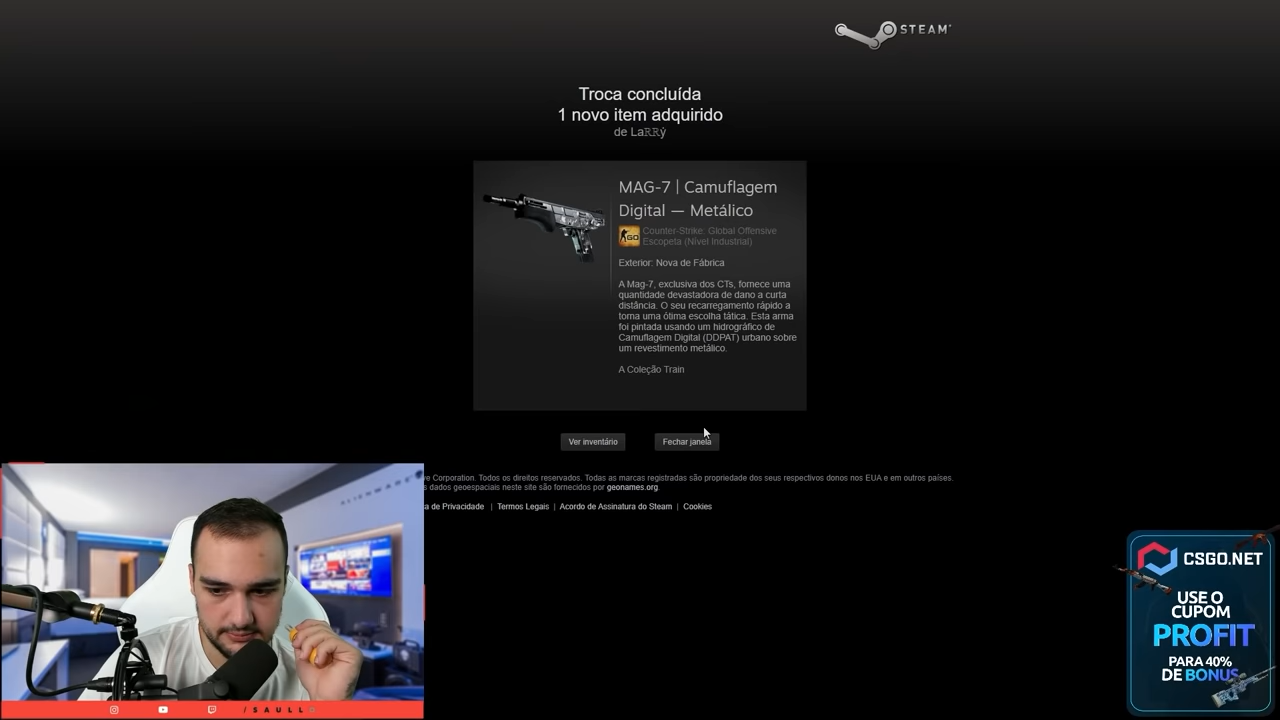 STEAM
Troca concluída
1 novo item adquirido
de LaRRy
MAG-7 | Camuflagem
Digital — Metálico
Counter-Strike: Global Offensive
Escopeta (Nível Industrial)
Exterior: Nova de Fábrica
A Mag-7, exclusiva dos CTs, fornece uma
quantidade devastadora de dano a curta
distância. O seu recarregamento rápido a
torna uma ótima escolha tática. Esta arma
foi pintada usando um hidrográfico de
Camuflagem Digital (DDPAT) urbano sobre
um revestimento metálico.
A Coleção Train
Ver inventário
Fechar janela
Corporation. Todos os direitos reservados. Todas as marcas registradas são propriedade dos seus respectivos donos nos EUA e em outros países.
dados geoespaciais neste site são fornecidos por geonames.org.
de Privacidade | Termos Legais | Acordo de Assinatura do Steam | Cookies
ALIENWARE
/SAULL
CSGO.NET
USE O
CUPOM
PROFIT
PARA 40%
DE BONUS